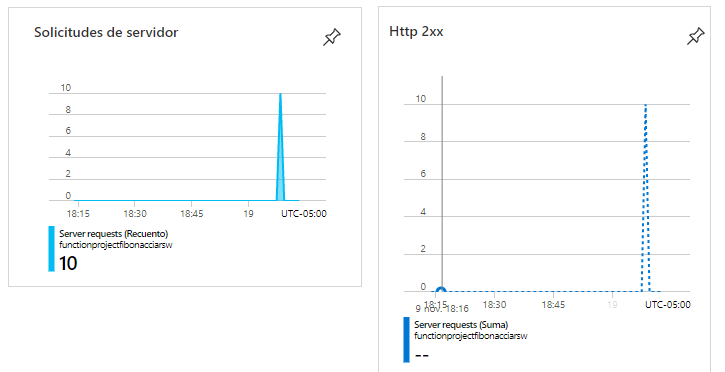 Solicitudes de servidor
10
8
6
4
2
0
18:15 18:30 18:45 19 UTC-05:00
Server requests (Recuento)
functionprojectfibonacciarsw
10
Http 2xx
10
8
6
4
2
0
18:15 18:30 18:45 19 UTC-05:00
9 nov. 18:16
Server requests (Suma)
functionprojectfibonacciarsw
--